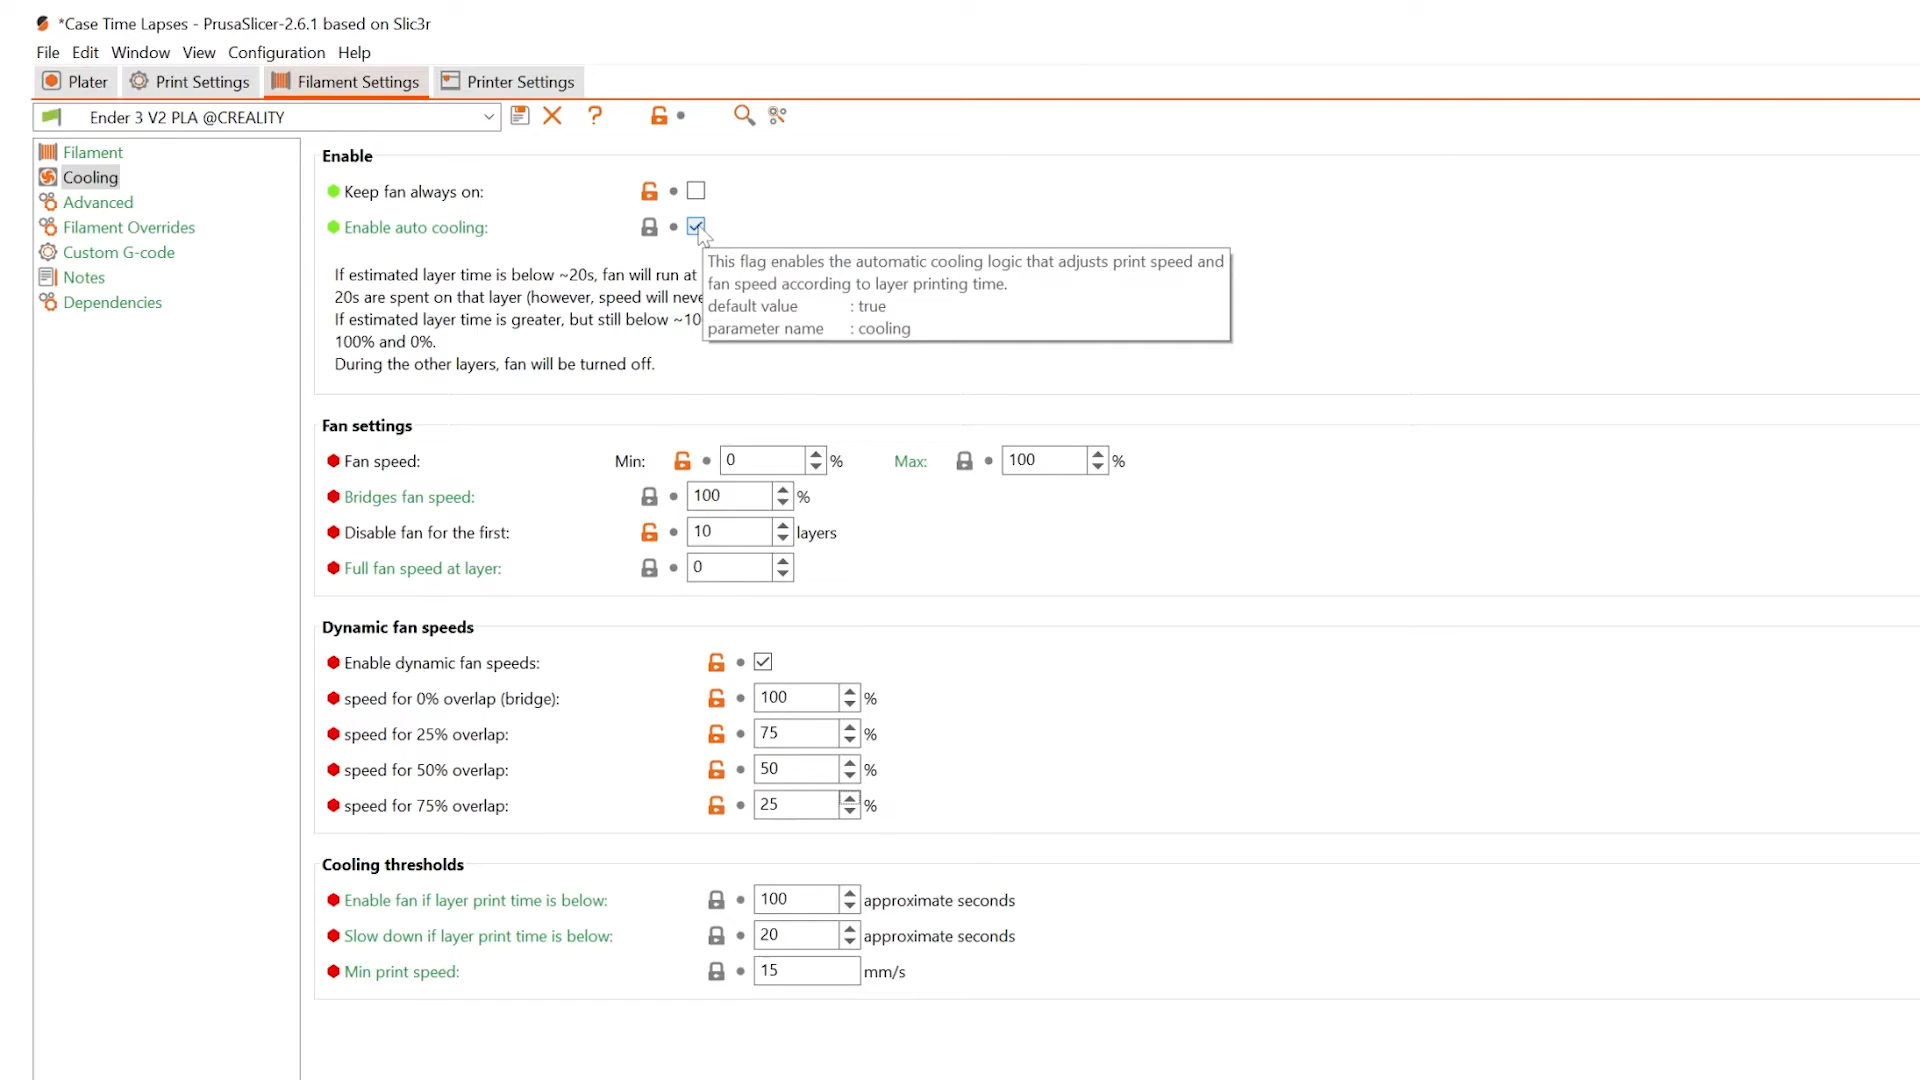 *Case Time Lapses - PrusaSlicer-2.6.1 based on Slic3r
File Edit Window View Configuration Help
Plater Print Settings Filament Settings Printer Settings
Ender 3 V2 PLA @CREALITY
Filament
Cooling
Advanced
Filament Overrides
Custom G-code
Notes
Dependencies
Enable
Keep fan always on:
Enable auto cooling:
If estimated layer time is below ~20s, fan will run at
20s are spent on that layer (however, speed will neve
If estimated layer time is greater, but still below ~10
100% and 0%.
During the other layers, fan will be turned off.
This flag enables the automatic cooling logic that adjusts print speed and
fan speed according to layer printing time.
default value : true
parameter name : cooling
Fan settings
Fan speed: Min: 0 % Max: 100 %
Bridges fan speed: 100 %
Disable fan for the first: 10 layers
Full fan speed at layer: 0
Dynamic fan speeds
Enable dynamic fan speeds:
speed for 0% overlap (bridge): 100 %
speed for 25% overlap: 75 %
speed for 50% overlap: 50 %
speed for 75% overlap: 25 %
Cooling thresholds
Enable fan if layer print time is below: 100 approximate seconds
Slow down if layer print time is below: 20 approximate seconds
Min print speed: 15 mm/s